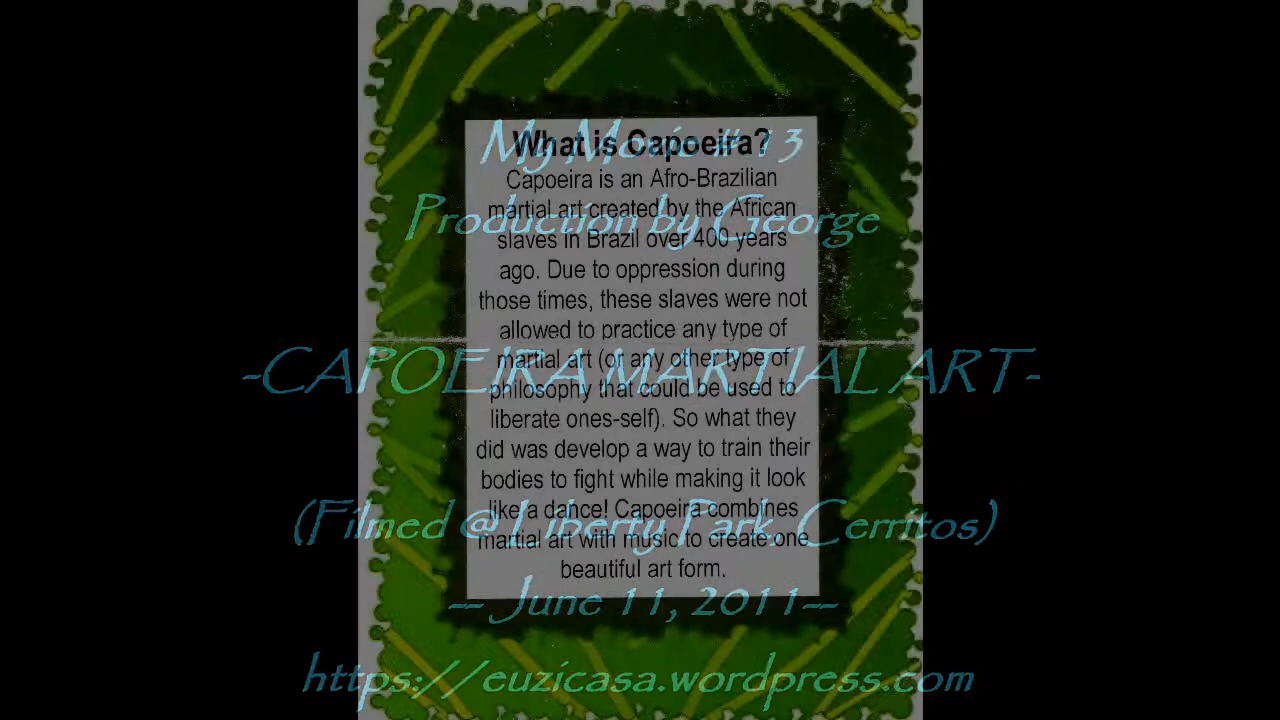 My Movie # 13
Production by George
-CAPOEIRA MARTIAL ART-
(Filmed @ Liberty Park, Cerritos)
-- June 11, 2011--
https://euzicasa.wordpress.com
What is Capoeira?
Capoeira is an Afro-Brazilian
martial art created by the African
slaves in Brazil over 400 years
ago. Due to oppression during
those times, these slaves were not
allowed to practice any type of
martial art (or any other type of
philosophy that could be used to
liberate ones-self). So what they
did was develop a way to train their
bodies to fight while making it look
like a dance! Capoeira combines
martial art with music to create one
beautiful art form.